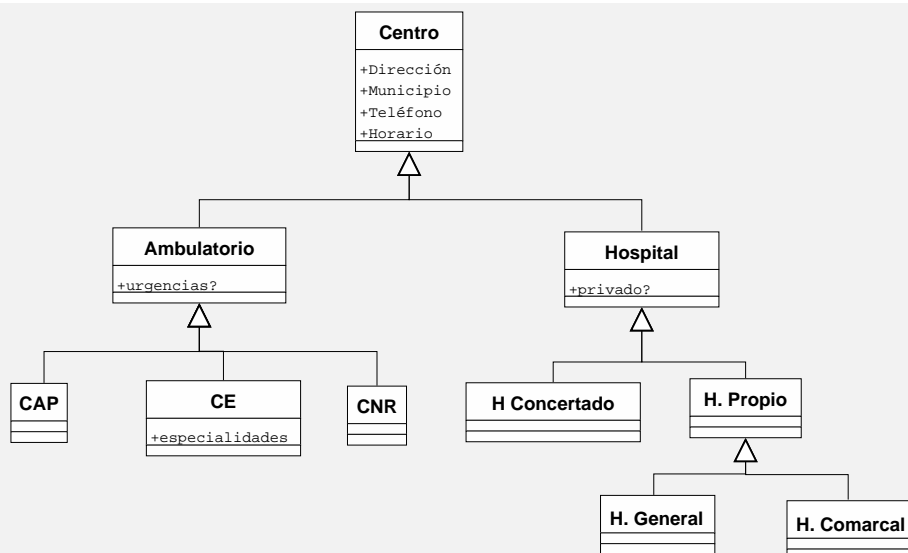 Centro
+Dirección
+Municipio
+Teléfono
+Horario
Ambulatorio
+urgencias?
Hospital
+privado?
CAP
CE
+especialidades
CNR
H Concertado
H. Propio
H. General
H. Comarcal